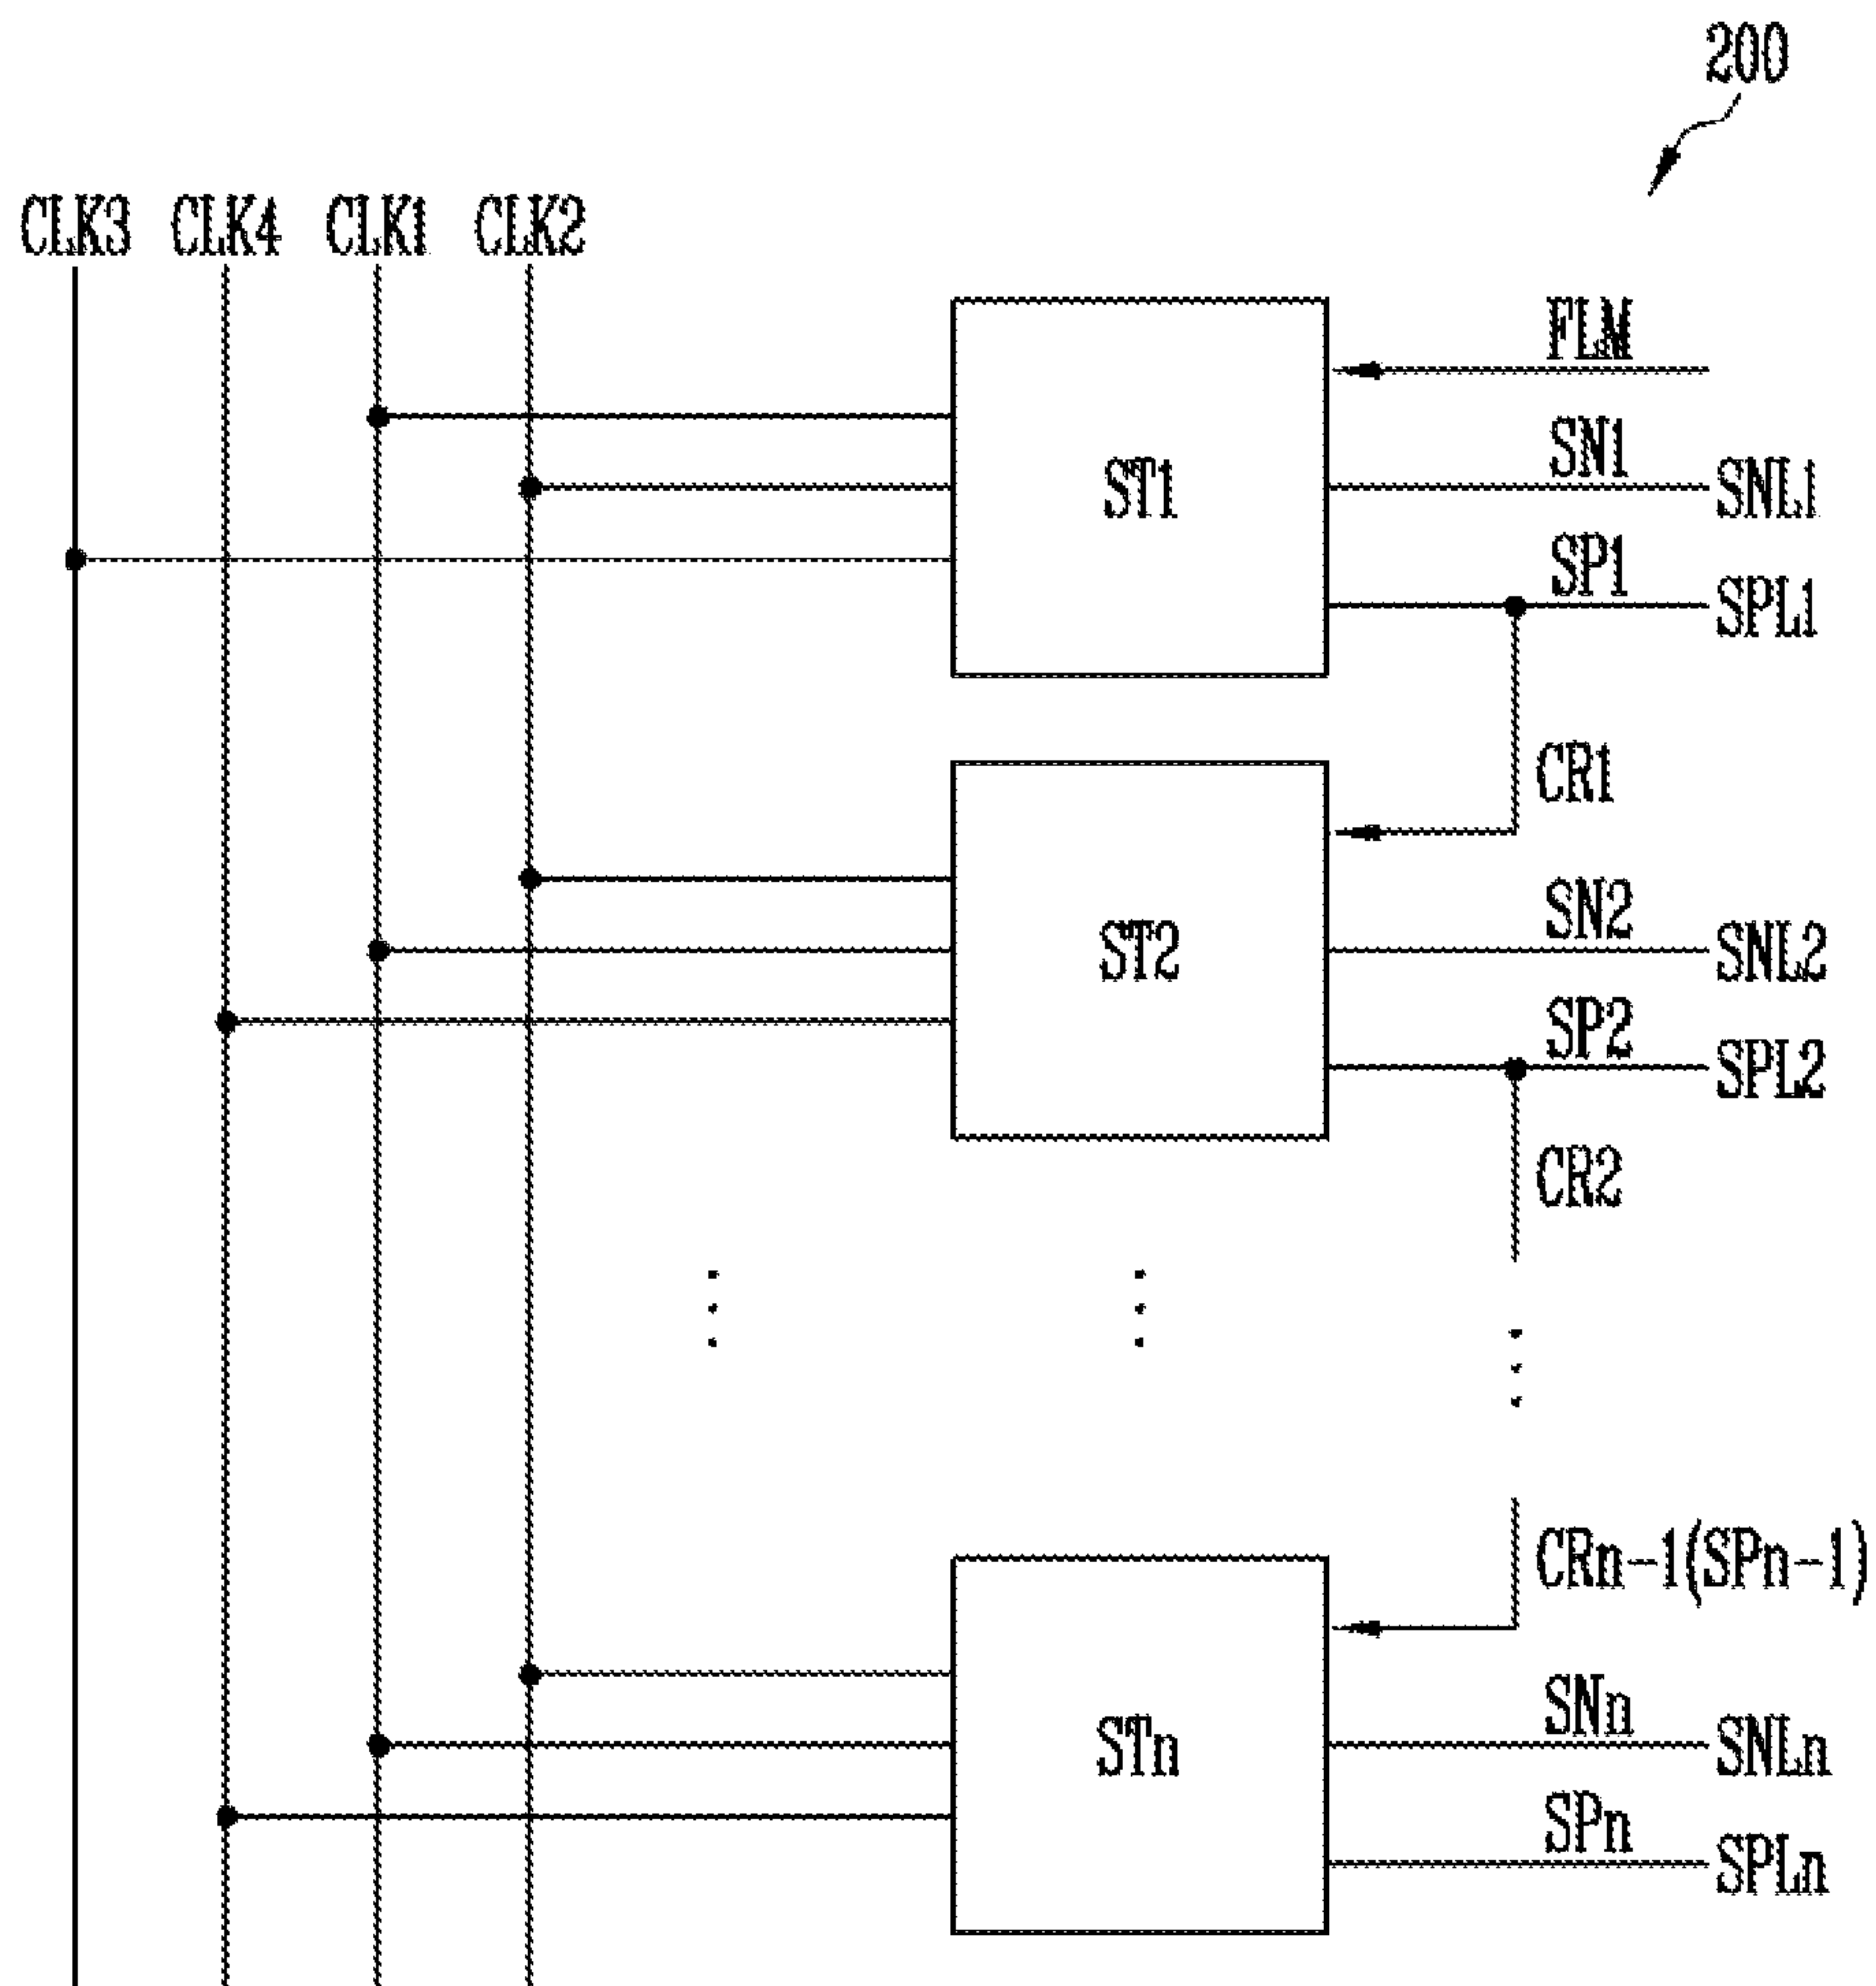 200
CLK3 CLK4 CLK1 CLK2
FLM
SN1
ST1
SNL1
SP1
SPL1
CR1
SN2
ST2
SNL2
SP2
SPL2
CR2
CRn-1(SPn-1)
SNn
STn
SNLn
SPn
SPLn